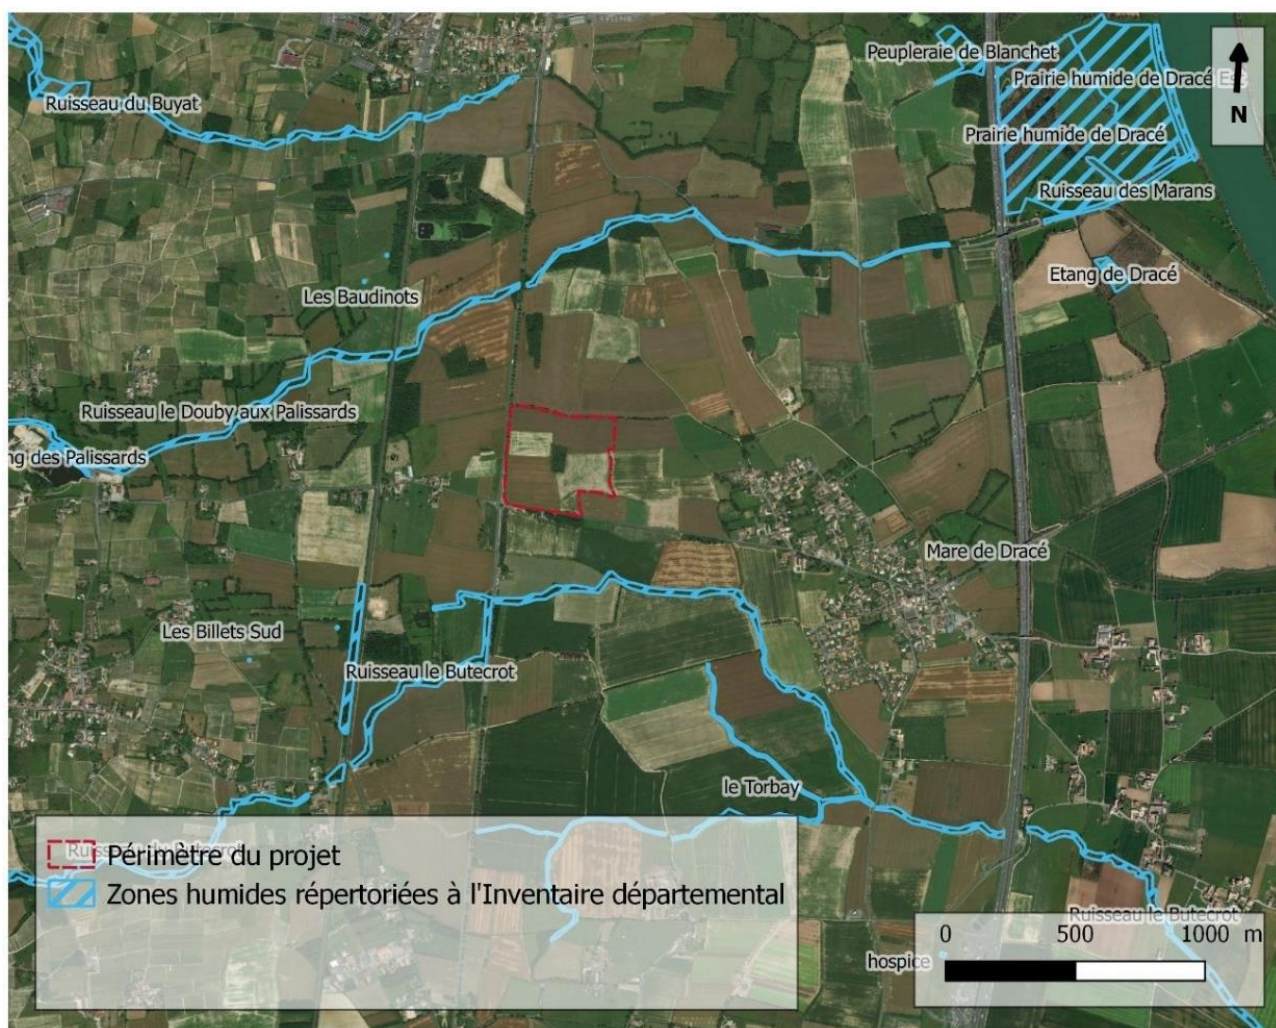 Peupleraie de Blanchet
Prairie humide de Dracé Est
N
Ruisseau du Buyat
Prairie humide de Dracé
Ruisseau des Marans
Etang de Dracé
Les Baudinots
Ruisseau le Douby aux Palissards
ng des Palissards
Mare de Dracé
Les Billets Sud
Ruisseau le Butecrot
le Torbay
Périmètre du projet
Zones humides répertoriées à l'Inventaire départemental
Ruisseau le Butecrot
0 500 1000 m
hospice